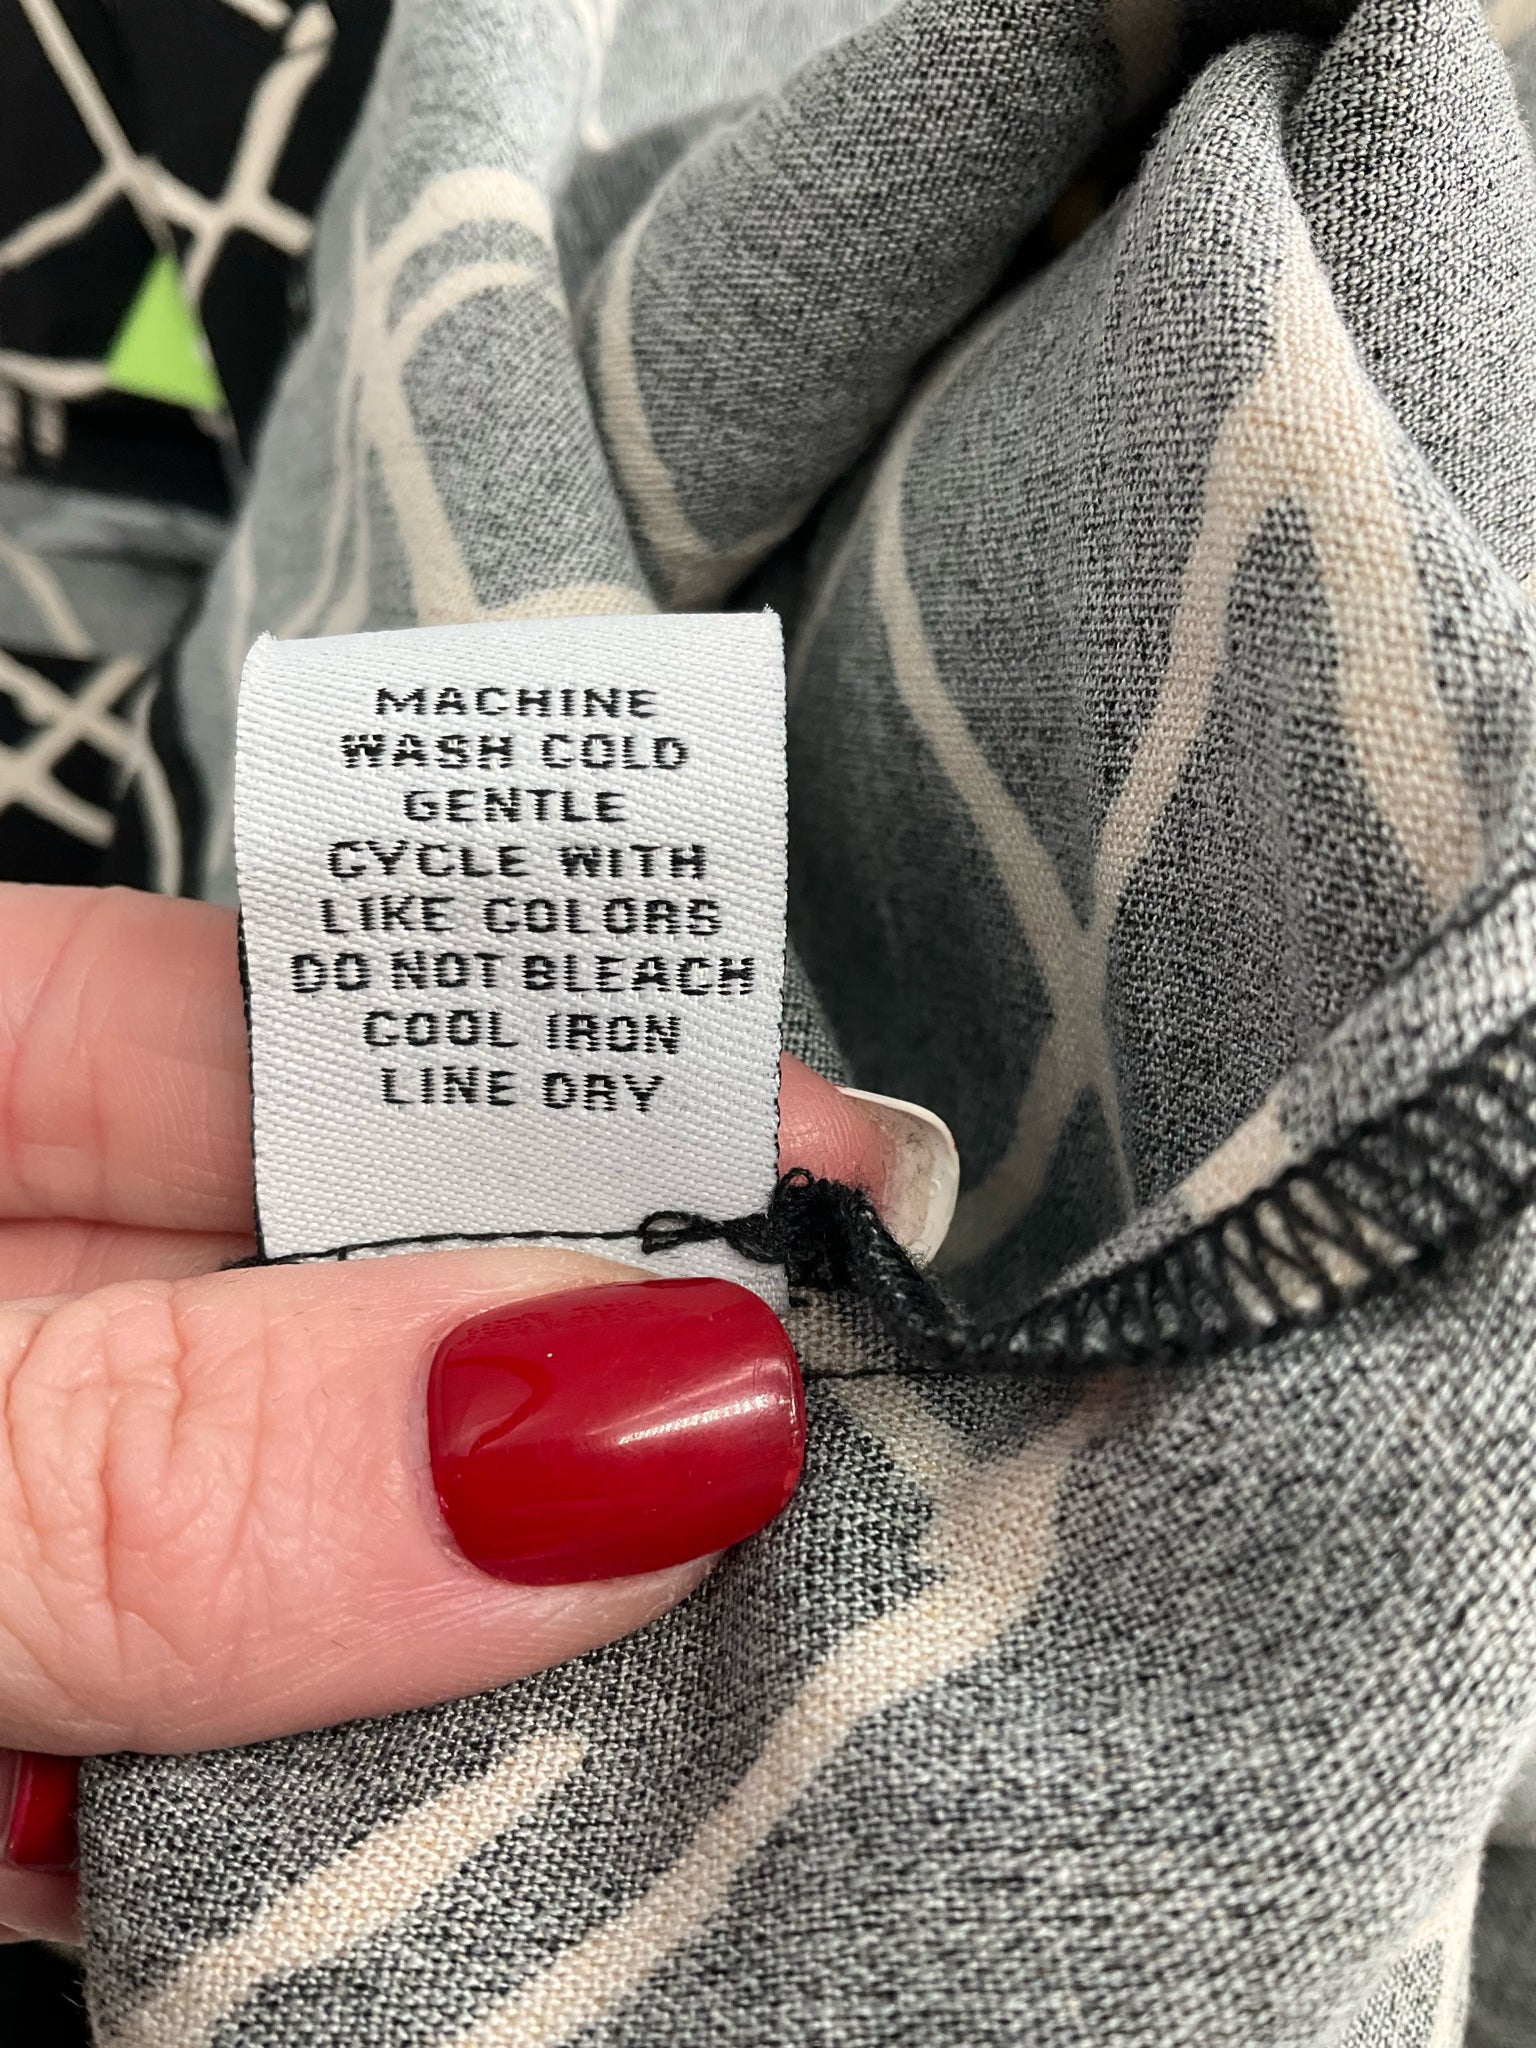 MACHINE
WASH COLD
GENTLE
CYCLE WITH
LIKE COLORS
DO NOT BLEACH
COOL IRON
LINE DRY